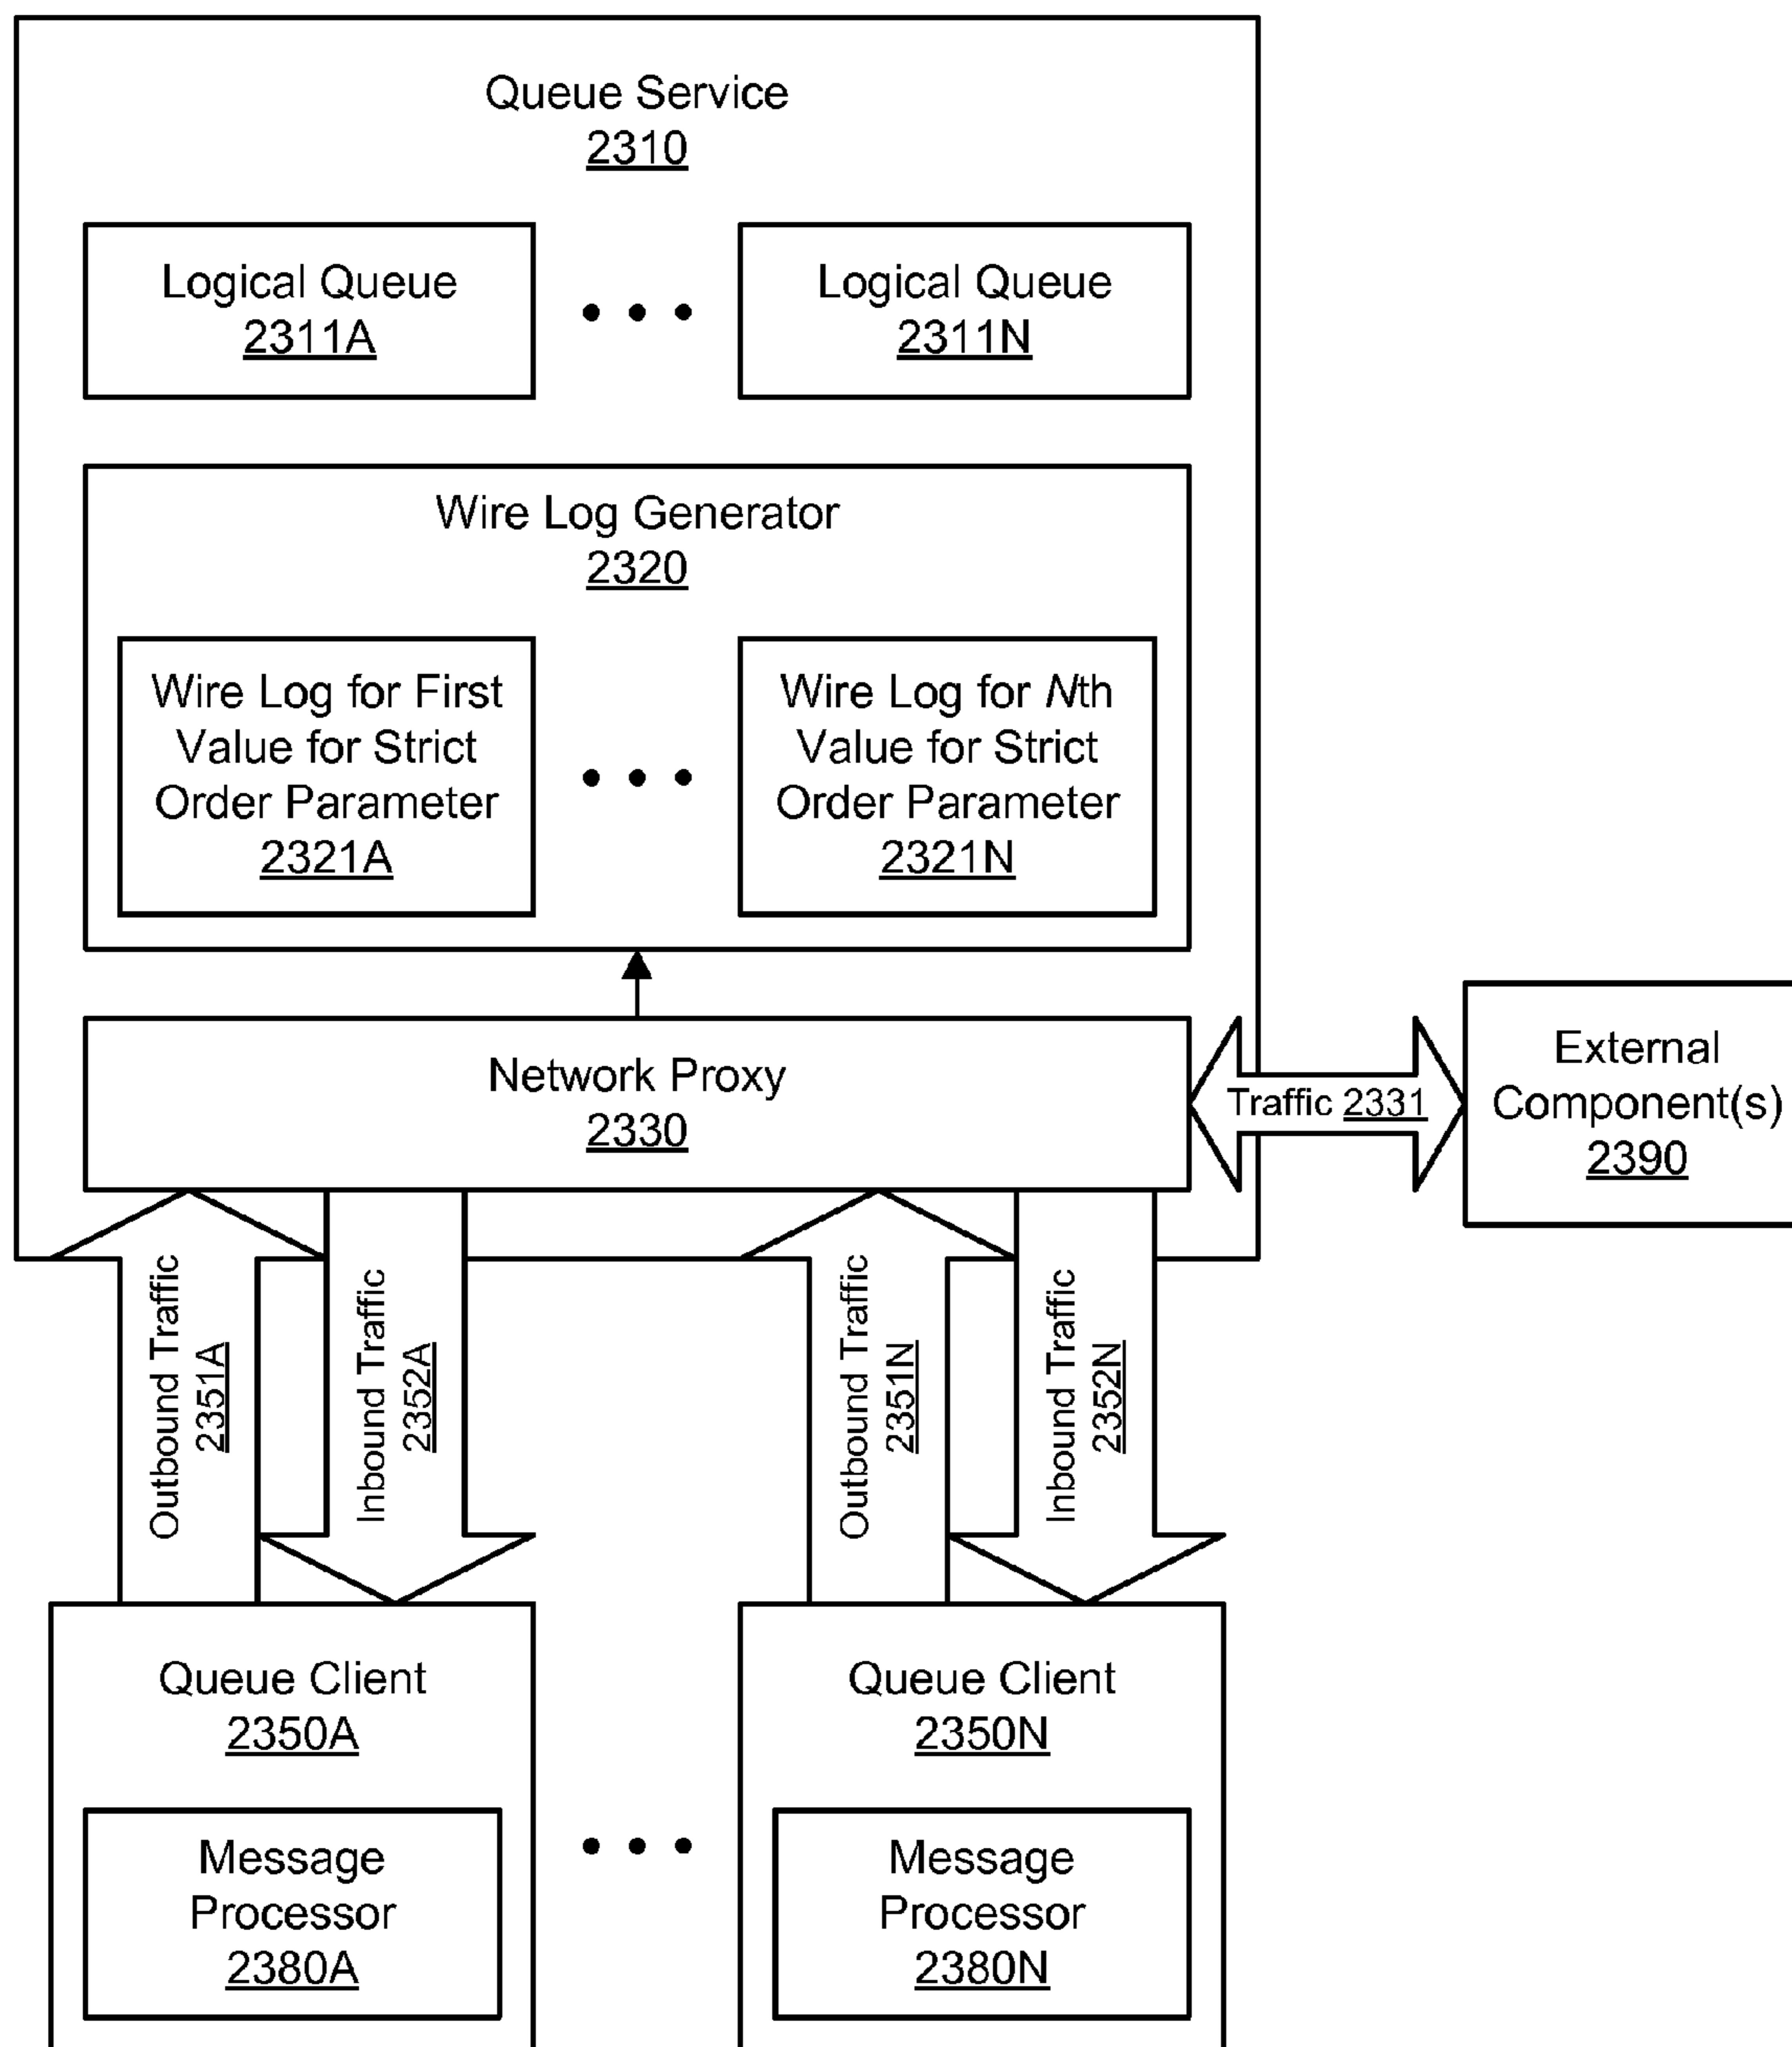 Queue Service
2310
Logical Queue
2311A
Logical Queue
2311N
Wire Log Generator
2320
Wire Log for First
Value for Strict
Order Parameter
2321A
Wire Log for Nth
Value for Strict
Order Parameter
2321N
Network Proxy
2330
Traffic 2331
External
Component(s)
2390
Outbound Traffic
2351A
Inbound Traffic
2352A
Outbound Traffic
2351N
Inbound Traffic
2352N
Queue Client
2350A
Message
Processor
2380A
Queue Client
2350N
Message
Processor
2380N